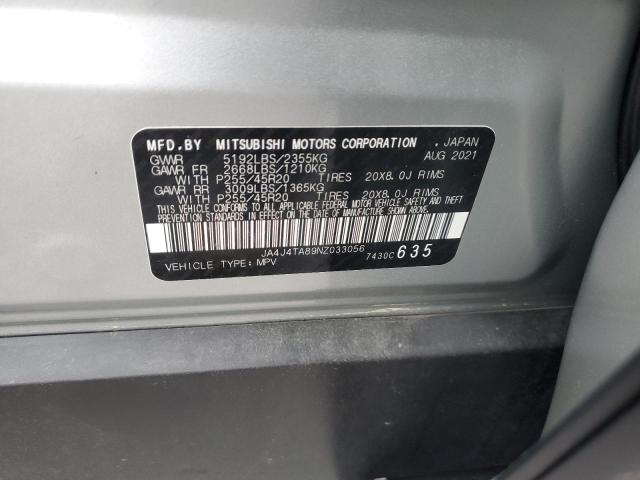 MFD.BY MITSUBISHI MOTORS CORPORATION . JAPAN
GVWR 5192LBS/2355KG AUG 2021
GAWR FR 2668LBS/1210KG
WITH P255/45R20 TIRES 20X8.0J RIMS
GAWR RR 3009LBS/1365KG
WITH P255/45R20 TIRES 20X8.0J RIMS
THIS VEHICLE CONFORMS TO ALL APPLICABLE FEDERAL MOTOR VEHICLE SAFETY AND THEFT
PREVENTION STANDARDS IN EFFECT ON THE DATE OF MANUFACTURE SHOWN ABOVE.
JA4J4TA89NZ033056
VEHICLE TYPE: MPV 7430C 635